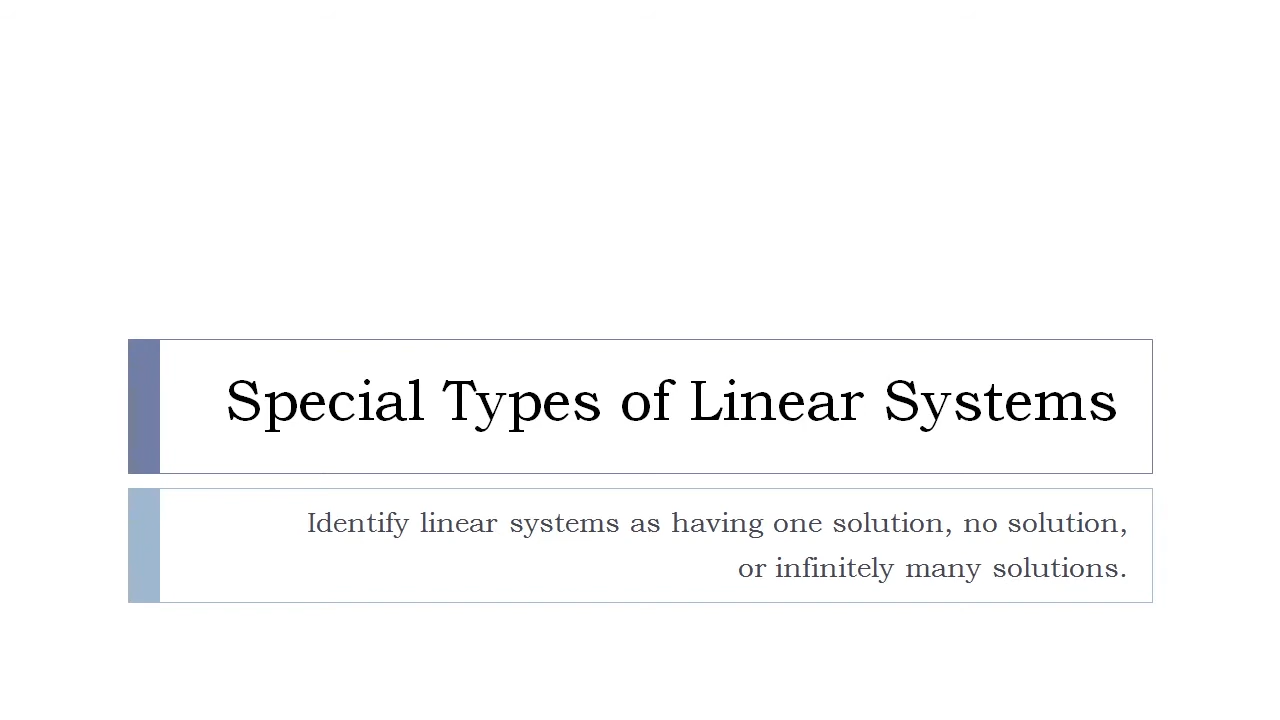 Special Types of Linear Systems
Identify linear systems as having one solution, no solution,
or infinitely many solutions.